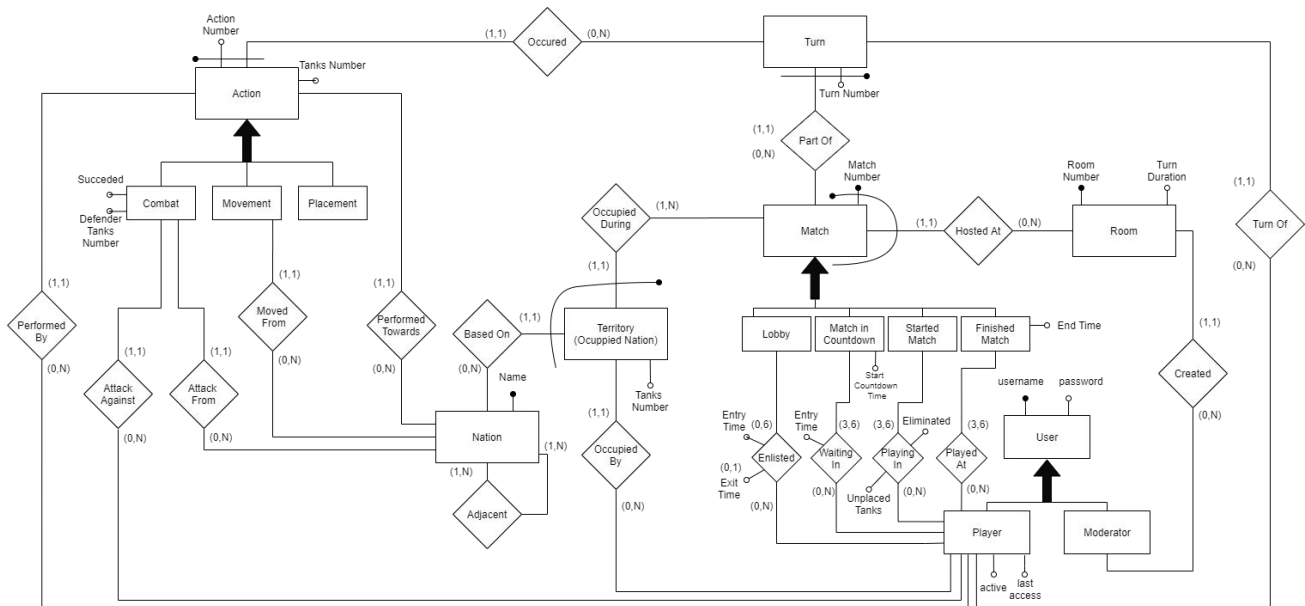 Action
Number
(1,1)
Occured
(0,N)
Turn
Tanks Number
Action
Turn Number
(1,1)
Part Of
(0,N)
Match
Number
Room
Number
Turn
Duration
Succeded
Combat
Movement
Placement
Defender
Tanks
Number
Occupied
During
(1,N)
Match
(1,1)
Hosted At
(0,N)
Room
(1,1)
Turn Of
(0,N)
(1,1)
Performed
By
(0,N)
(1,1)
Moved
From
(0,N)
(1,1)
Performed
Towards
(0,N)
(1,1)
Based On
(0,N)
(1,1)
Territory
(Ocuppied Nation)
Tanks
Number
Lobby
Match in
Countdown
Started
Match
Finished
Match
End Time
Start
Countdown
Time
(1,1)
Created
(0,N)
(1,1)
Attack
Against
(0,N)
(1,1)
Attack
From
(0,N)
Name
Nation
(1,N)
(1,N)
Adjacent
(1,1)
Occupied
By
(0,N)
username
password
User
Entry
Time
(0,6)
Enlisted
(0,1)
Exit
Time
(0,N)
Entry
Time
(3,6)
Waiting
In
(0,N)
(3,6)
Eliminated
Playing
In
Unplaced
Tanks
(0,N)
(3,6)
Played
At
(0,N)
Player
Moderator
active
last
access